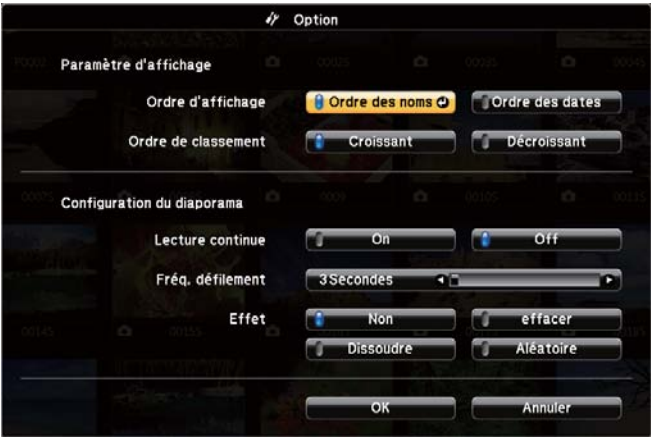 Option
Paramètre d'affichage
Ordre d'affichage Ordre des noms Ordre des dates
Ordre de classement Croissant Décroissant
Configuration du diaporama
Lecture continue On Off
Fréq. défilement 3Secondes
Effet Non effacer
Dissoudre Aléatoire
OK Annuler